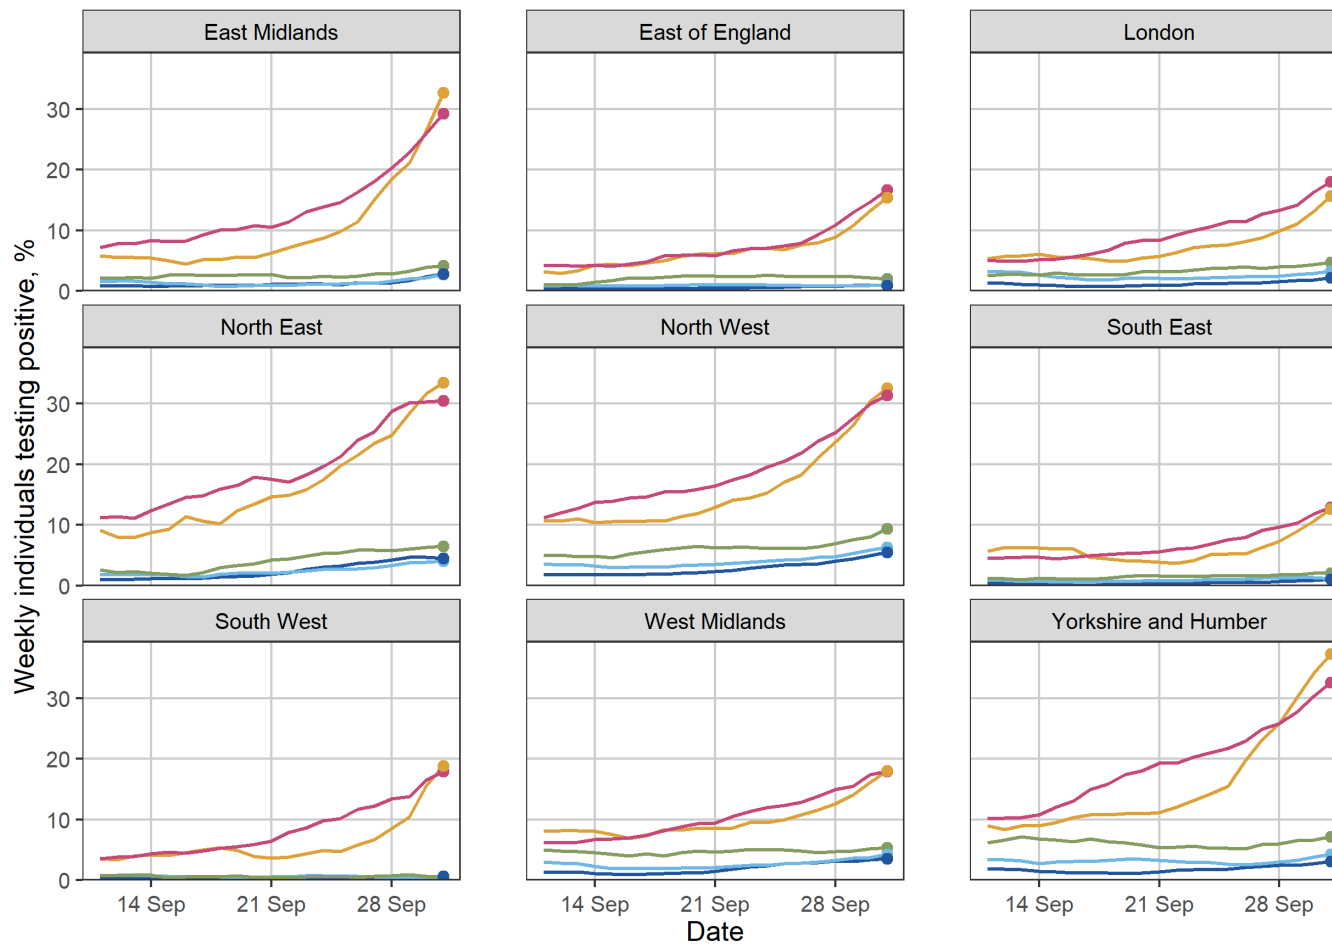 East Midlands
East of England
London
30
20
10
0
North East
North West
South East
30
20
10
0
South West
West Midlands
Yorkshire and Humber
30
20
10
0
14 Sep
21 Sep
28 Sep
14 Sep
21 Sep
28 Sep
14 Sep
21 Sep
28 Sep
Date
Weekly individuals testing positive, %